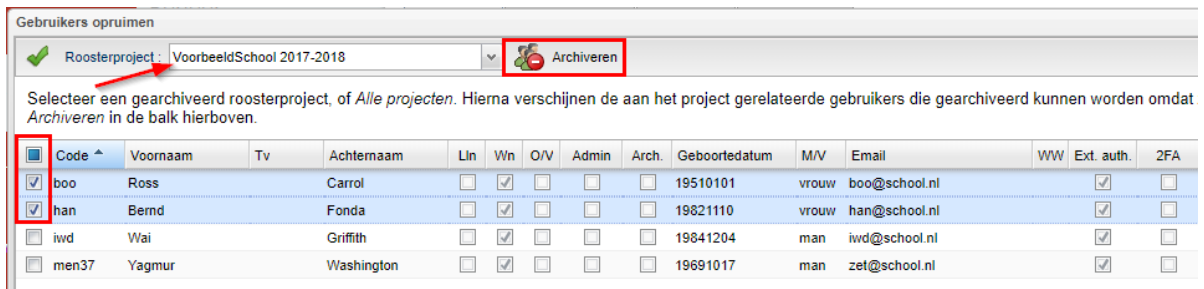 Gebruikers opruimen
Roosterproject : VoorbeeldSchool 2017-2018 Archiveren
Selecteer een gearchiveerd roosterproject, of Alle projecten. Hierna verschijnen de aan het project gerelateerde gebruikers die gearchiveerd kunnen worden omdat
Archiveren in de balk hierboven.
Code Voornaam Tv Achternaam Lln Wn O/V Admin Arch. Geboortedatum M/V Email WW Ext. auth. 2FA
boo Ross Carrol 19510101 vrouw boo@school.nl
han Bernd Fonda 19821110 vrouw han@school.nl
iwd Wai Griffith 19841204 man iwd@school.nl
men37 Yagmur Washington 19691017 man zet@school.nl